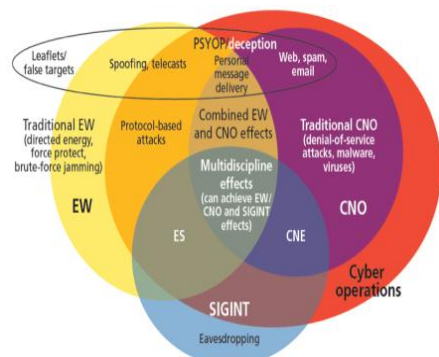 PSYOP/deception
Leaflets/
false targets
Spoofing, telecasts
Personal
message
delivery
Web, spam,
email
Traditional EW
(directed energy,
force protect,
brute-force jamming)
EW
Protocol-based
attacks
Combined EW
and CNO effects
Traditional CNO
(denial-of-service
attacks, malware,
viruses)
CNO
Multidiscipline
effects
(can achieve EW/
CNO and SIGINT
effects)
ES
CNE
Cyber
operations
SIGINT
Eavesdropping